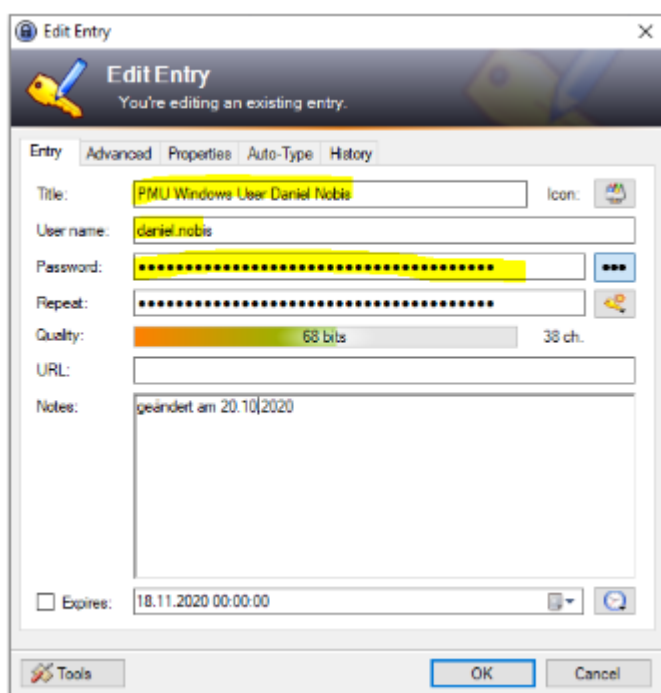 Edit Entry
Edit Entry
You're editing an existing entry.
Entry Advanced Properties Auto-Type History
Title: PMU Windows User Daniel Nobis Icon:
User name: daniel.nobis
Password: ••••••••••••••••••••••••••••••••••••••
Repeat: ••••••••••••••••••••••••••••••••••••••
Quality: 68 bits 38 ch.
URL:
Notes: geändert am 20.10.2020
Expires: 18.11.2020 00:00:00
Tools OK Cancel